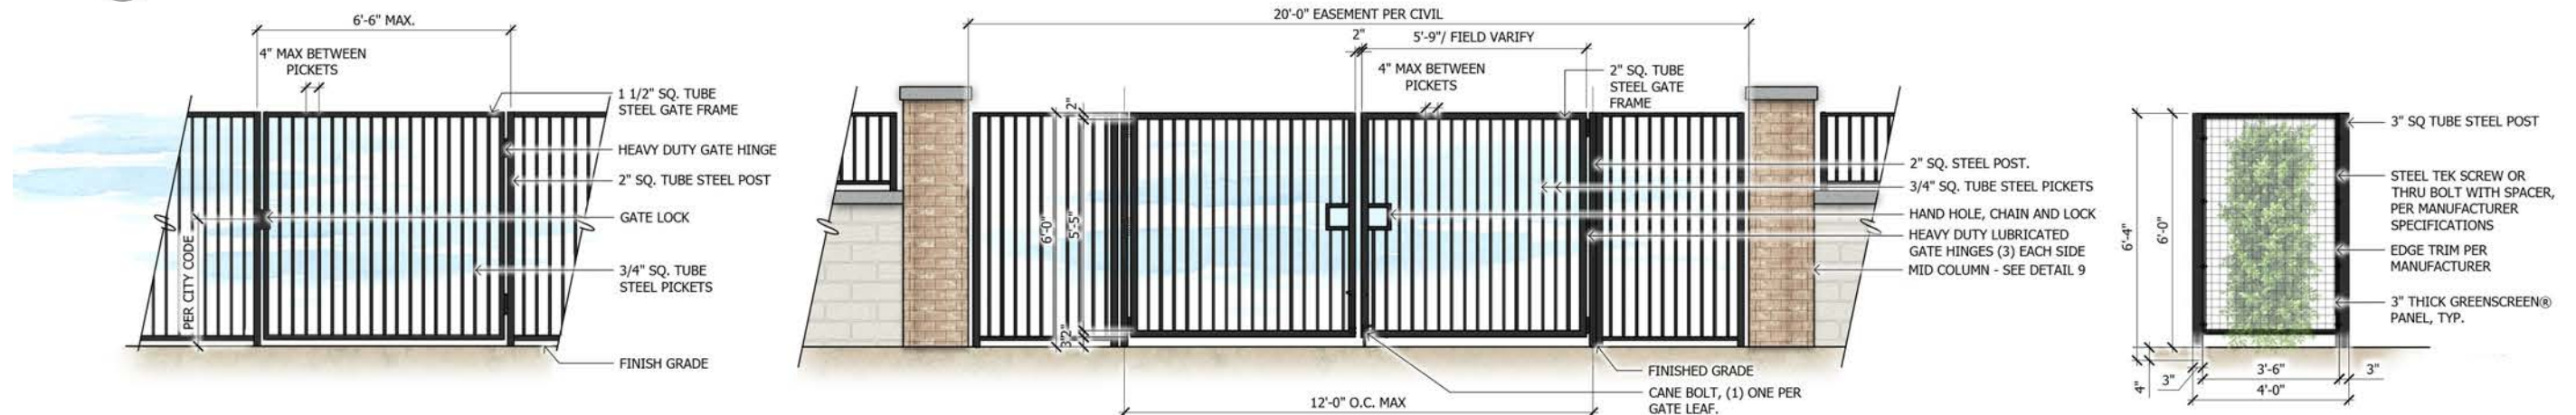 6'-6" MAX.
4" MAX BETWEEN
PICKETS
1 1/2" SQ. TUBE
STEEL GATE FRAME
HEAVY DUTY GATE HINGE
2" SQ. TUBE STEEL POST
GATE LOCK
3/4" SQ. TUBE
STEEL PICKETS
FINISH GRADE
PER CITY CODE
20'-0" EASEMENT PER CIVIL
2"
5'-9"/ FIELD VARIFY
4" MAX BETWEEN
PICKETS
2" SQ. TUBE
STEEL GATE
FRAME
2"
6'-0"
5'-5"
2"
3"
2" SQ. STEEL POST.
3/4" SQ. TUBE STEEL PICKETS
HAND HOLE, CHAIN AND LOCK
HEAVY DUTY LUBRICATED
GATE HINGES (3) EACH SIDE
MID COLUMN - SEE DETAIL 9
FINISHED GRADE
CANE BOLT, (1) ONE PER
GATE LEAF.
12'-0" O.C. MAX
3" SQ TUBE STEEL POST
STEEL TEK SCREW OR
THRU BOLT WITH SPACER,
PER MANUFACTURER
SPECIFICATIONS
EDGE TRIM PER
MANUFACTURER
3" THICK GREENSCREEN®
PANEL, TYP.
6'-4"
6'-0"
4"
3"
3'-6"
3"
4'-0"